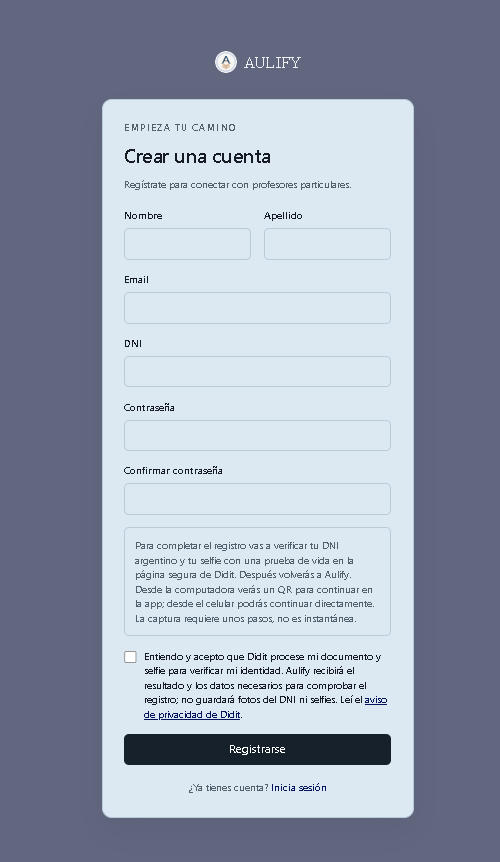 A AULIFY
EMPIEZA TU CAMINO
Crear una cuenta
Regístrate para conectar con profesores particulares.
Nombre Apellido
Email
DNI
Contraseña
Confirmar contraseña
Para completar el registro vas a verificar tu DNI
argentino y tu selfie con una prueba de vida en la
página segura de Didit. Después volverás a Aulify.
Desde la computadora verás un QR para continuar en
la app; desde el celular podrás continuar directamente.
La captura requiere unos pasos, no es instantánea.
Entiendo y acepto que Didit procese mi documento y
selfie para verificar mi identidad. Aulify recibirá el
resultado y los datos necesarios para comprobar el
registro; no guardará fotos del DNI ni selfies. Leí el aviso
de privacidad de Didit.
Registrarse
¿Ya tienes cuenta? Inicia sesión